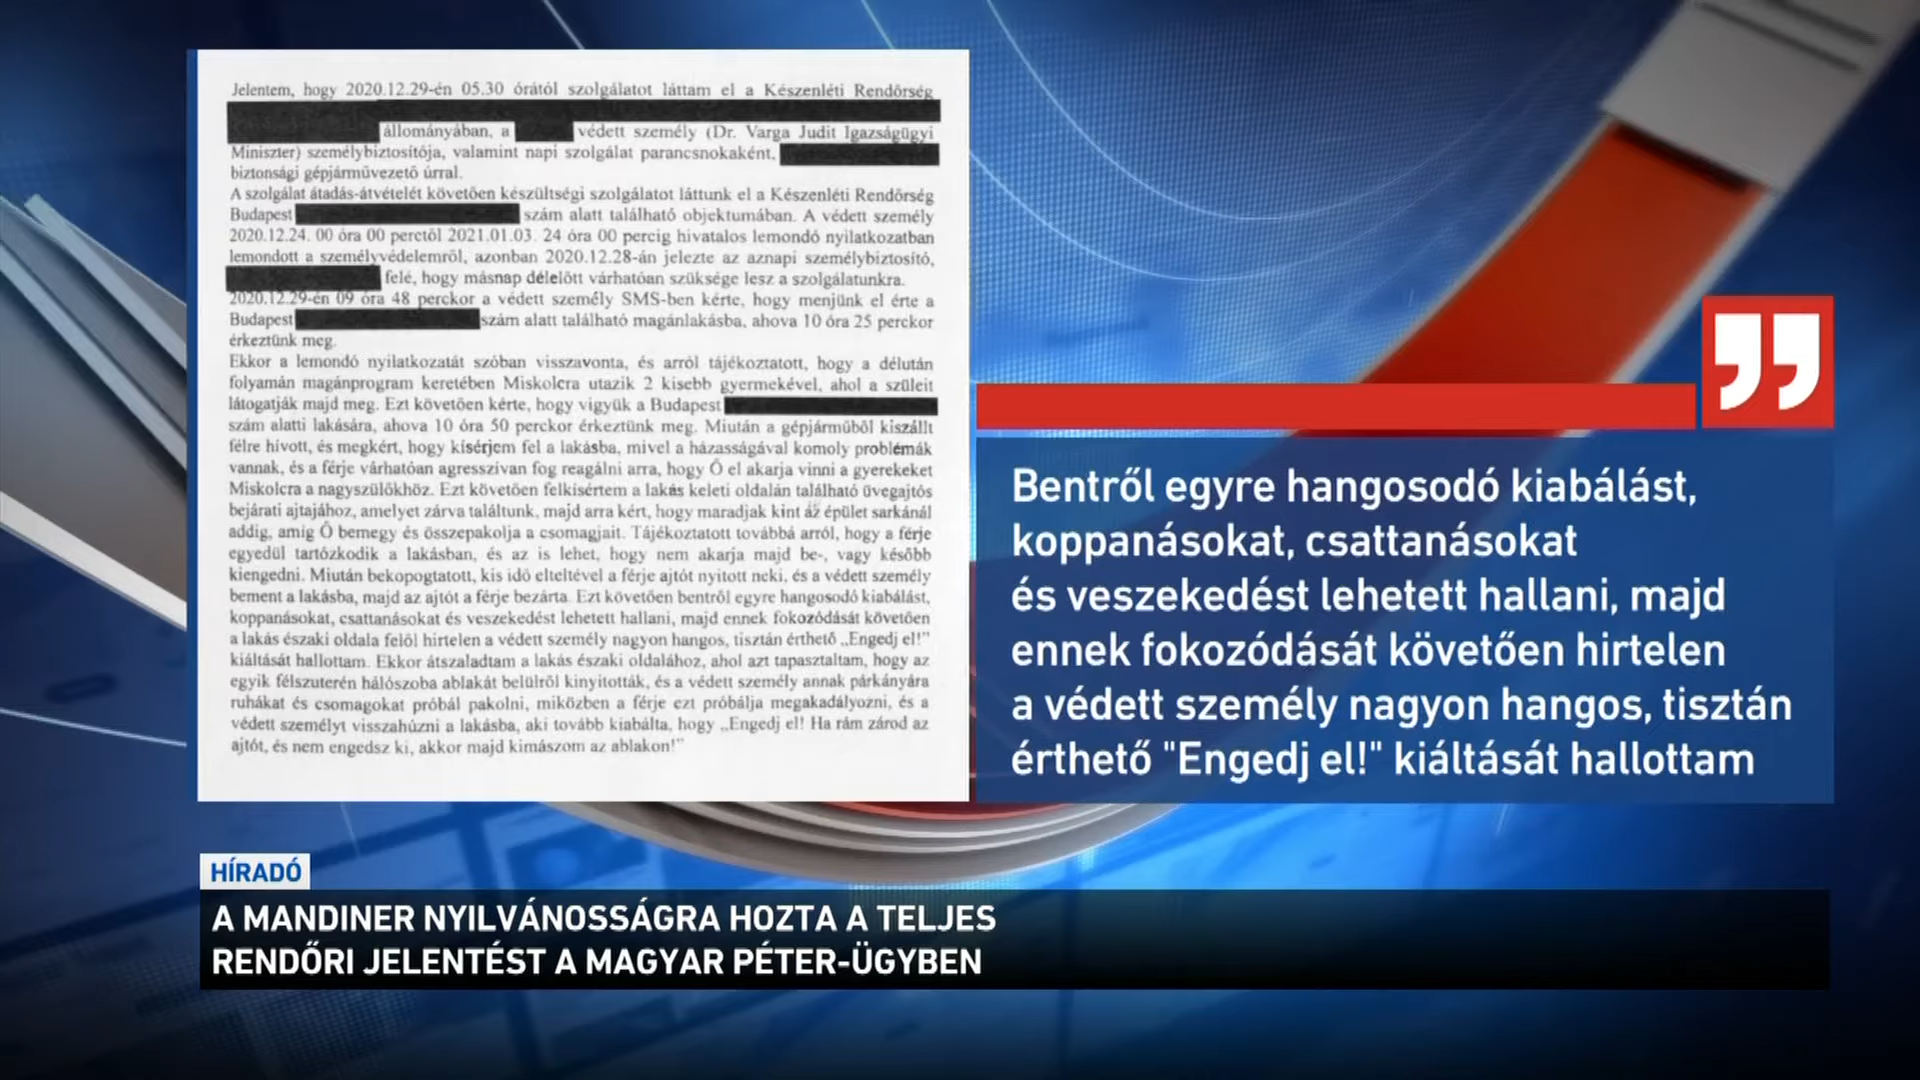 Jelentem, hogy 2020.12.29-én 05.30 órától szolgálatot láttam el a Készenléti Rendőrség
állományában, a védett személy (Dr. Varga Judit Igazságügyi
Miniszter) személybiztosítója, valamint napi szolgálat parancsnokaként,
biztonsági gépjárművezető úrral.
A szolgálat átadás-átvételét követően készültségi szolgálatot láttunk el a Készenléti Rendőrség
Budapest szám alatt található objektumában. A védett személy
2020.12.24. 00 óra 00 perctől 2021.01.03. 24 óra 00 percig hivatalos lemondó nyilatkozatban
lemondott a személyvédelemről, azonban 2020.12.28-án jelezte az aznapi személybiztosító,
felé, hogy másnap délelőtt várhatóan szüksége lesz a szolgálatunkra.
2020.12.29-én 09 óra 48 perckor a védett személy SMS-ben kérte, hogy menjünk el érte a
Budapest szám alatt található magánlakásba, ahova 10 óra 25 perckor
érkeztünk meg.
Ekkor a lemondó nyilatkozatát szóban visszavonta, és arról tájékoztatott, hogy a délután
folyamán magánprogram keretében Miskolcra utazik 2 kisebb gyermekével, ahol a szüleit
látogatják majd meg. Ezt követően kérte, hogy vigyük a Budapest
szám alatti lakására, ahova 10 óra 50 perckor érkeztünk meg. Miután a gépjárműből kiszállt
félre hívott, és megkért, hogy kísérjem fel a lakásba, mivel a házasságával komoly problémák
vannak, és a férje várhatóan agresszívan fog reagálni arra, hogy Ő el akarja vinni a gyerekeket
Miskolcra a nagyszülőkhöz. Ezt követően felkísértem a lakás keleti oldalán található üvegajtós
bejárati ajtajához, amelyet zárva találtunk, majd arra kért, hogy maradjak kint az épület sarkánál
addig, amíg Ő bemegy és összepakolja a csomagjait. Tájékoztatott továbbá arról, hogy a férje
egyedül tartózkodik a lakásban, és az is lehet, hogy nem akarja majd be-, vagy később
kiengedni. Miután bekopogtatott, kis idő elteltével a férje ajtót nyitott neki, és a védett személy
bement a lakásba, majd az ajtót a férje bezárta. Ezt követően bentről egyre hangosodó kiabálást,
koppanásokat, csattanásokat és veszekedést lehetett hallani, majd ennek fokozódását követően
a lakás északi oldala felől hirtelen a védett személy nagyon hangos, tisztán érthető „Engedj el!”
kiáltását hallottam. Ekkor átszaladtam a lakás északi oldalához, ahol azt tapasztaltam, hogy az
egyik félszuterén hálószoba ablakát belülről kinyitották, és a védett személy annak párkányára
ruhákat és csomagokat próbál pakolni, miközben a férje ezt próbálja megakadályozni, és a
védett személyt visszahúzni a lakásba, aki tovább kiabálta, hogy „Engedj el! Ha rám zárod az
ajtót, és nem engedsz ki, akkor majd kimászom az ablakon!”
Bentről egyre hangosodó kiabálást,
koppanásokat, csattanásokat
és veszekedést lehetett hallani, majd
ennek fokozódását követően hirtelen
a védett személy nagyon hangos, tisztán
érthető "Engedj el!" kiáltását hallottam
HÍRADÓ
A MANDINER NYILVÁNOSSÁGRA HOZTA A TELJES
RENDŐRI JELENTÉST A MAGYAR PÉTER-ÜGYBEN